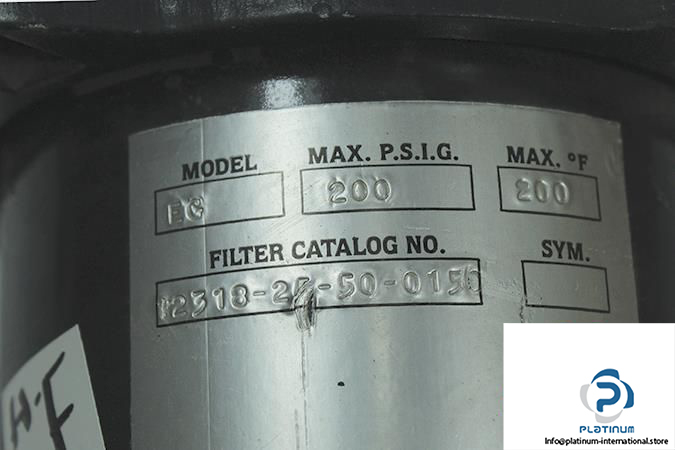 MODEL MAX. P.S.I.G. MAX. °F
EC 200 200
FILTER CATALOG NO. SYM.
H-F
PLATINUM
Info@platinum-international.store